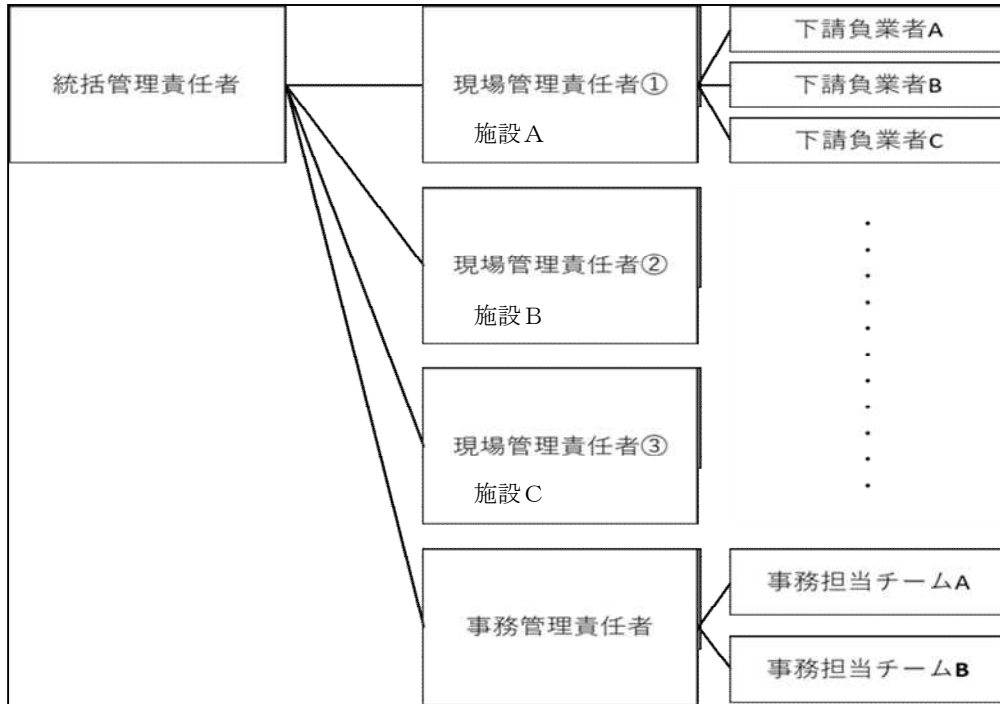 統括管理責任者
現場管理責任者①
施設A
下請負業者A
下請負業者B
下請負業者C
現場管理責任者②
施設B
現場管理責任者③
施設C
事務管理責任者
事務担当チームA
事務担当チームB